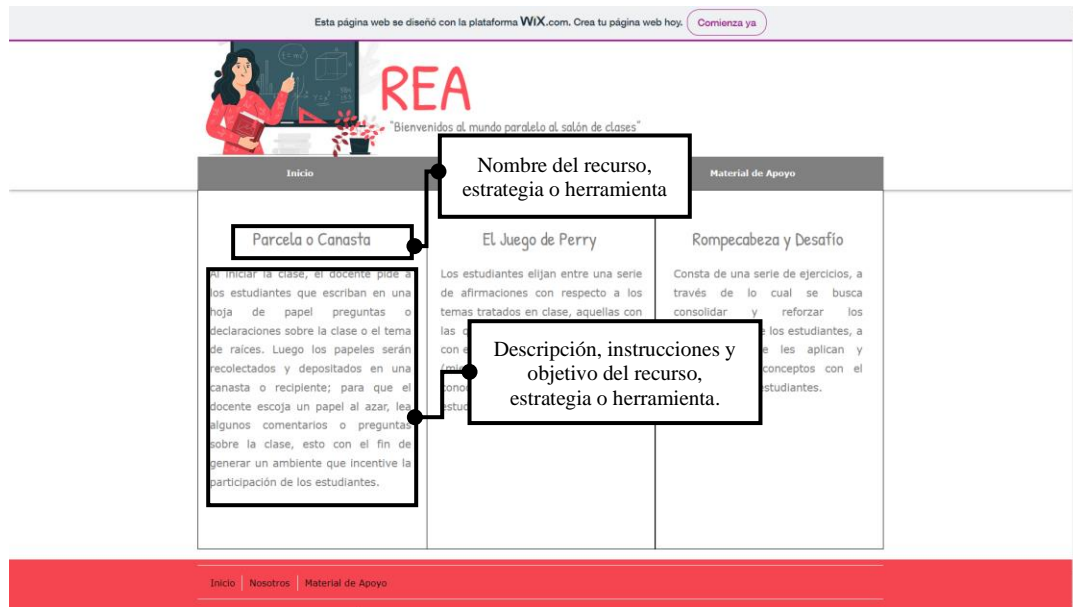 Esta página web se diseñó con la plataforma WiX.com. Crea tu página web hoy. Comienza ya
REA
"Bienvenidos al mundo paralelo al salón de clases"
Inicio
Material de Apoyo
Nombre del recurso,
estrategia o herramienta
Parcela o Canasta
Al iniciar la clase, el docente pide a
los estudiantes que escriban en una
hoja de papel preguntas o
declaraciones sobre la clase o el tema
de raíces. Luego los papeles serán
recolectados y depositados en una
canasta o recipiente; para que el
docente escoja un papel al azar, lea
algunos comentarios o preguntas
sobre la clase, esto con el fin de
generar un ambiente que incentive la
participación de los estudiantes.
El Juego de Perry
Los estudiantes elijan entre una serie
de afirmaciones con respecto a los
temas tratados en clase, aquellas con
las
con
Descripción, instrucciones y
objetivo del recurso,
estrategia o herramienta.
Rompecabeza y Desafío
Consta de una serie de ejercicios, a
través de lo cual se busca
consolidar y reforzar los
los estudiantes, a
les aplican y
conceptos con el
estudiantes.
Inicio Nosotros Material de Apoyo